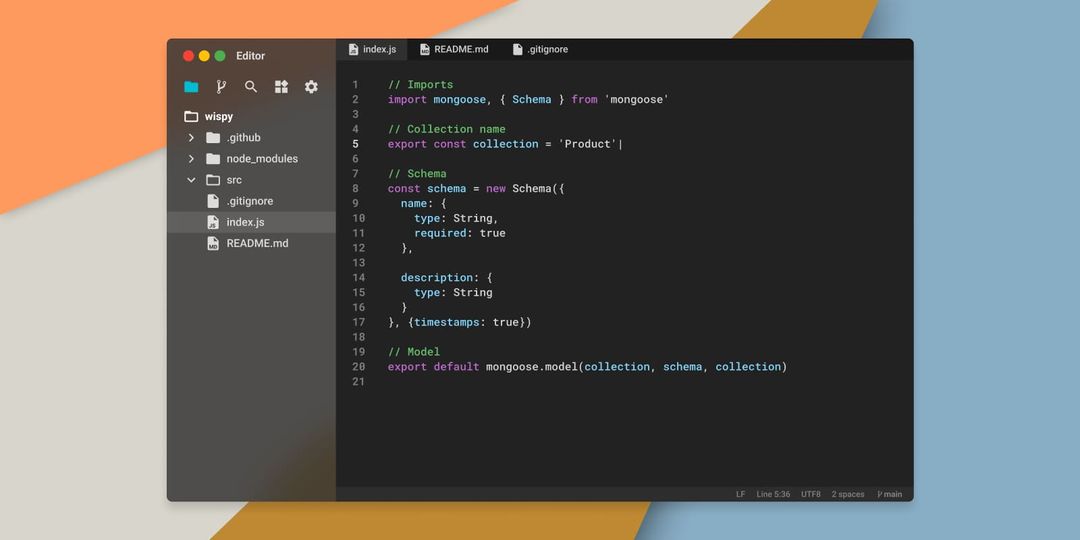 Editor
wispy
.github
node_modules
src
.gitignore
index.js
README.md
index.js README.md .gitignore
1 // Imports
2 import mongoose, { Schema } from 'mongoose'
3
4 // Collection name
5 export const collection = 'Product'|
6
7 // Schema
8 const schema = new Schema({
9   name: {
10     type: String,
11     required: true
12   },
13
14   description: {
15     type: String
16   }
17 }, {timestamps: true})
18
19 // Model
20 export default mongoose.model(collection, schema, collection)
21
LF Line 5:36 UTF8 2 spaces main